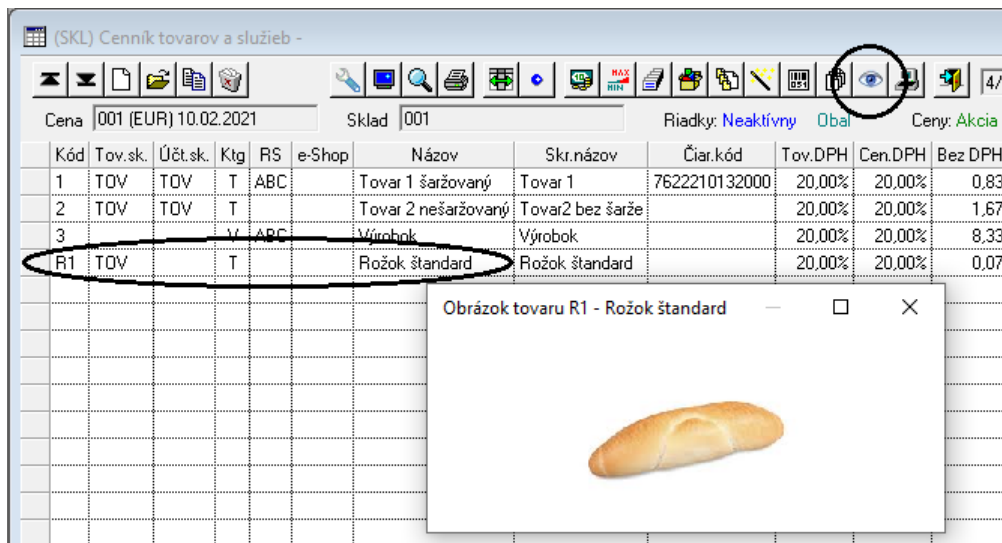 (SKL) Cenník tovarov a služieb -
MAX
MIN
4/
Cena 001 (EUR) 10.02.2021 Sklad 001 Riadky: Neaktívny Obal Ceny: Akcia
Kód Tov.sk. Účt.sk. Ktg RS e-Shop Názov Skr.názov Čiar.kód Tov.DPH Cen.DPH Bez DPH
1 TOV TOV T ABC Tovar 1 šaržovaný Tovar 1 7622210132000 20,00% 20,00% 0,83
2 TOV TOV T Tovar 2 nešaržovaný Tovar2 bez šarže 20,00% 20,00% 1,67
3 V ABC Výrobok Výrobok 20,00% 20,00% 8,33
R1 TOV T Rožok štandard Rožok štandard 20,00% 20,00% 0,07
Obrázok tovaru R1 - Rožok štandard